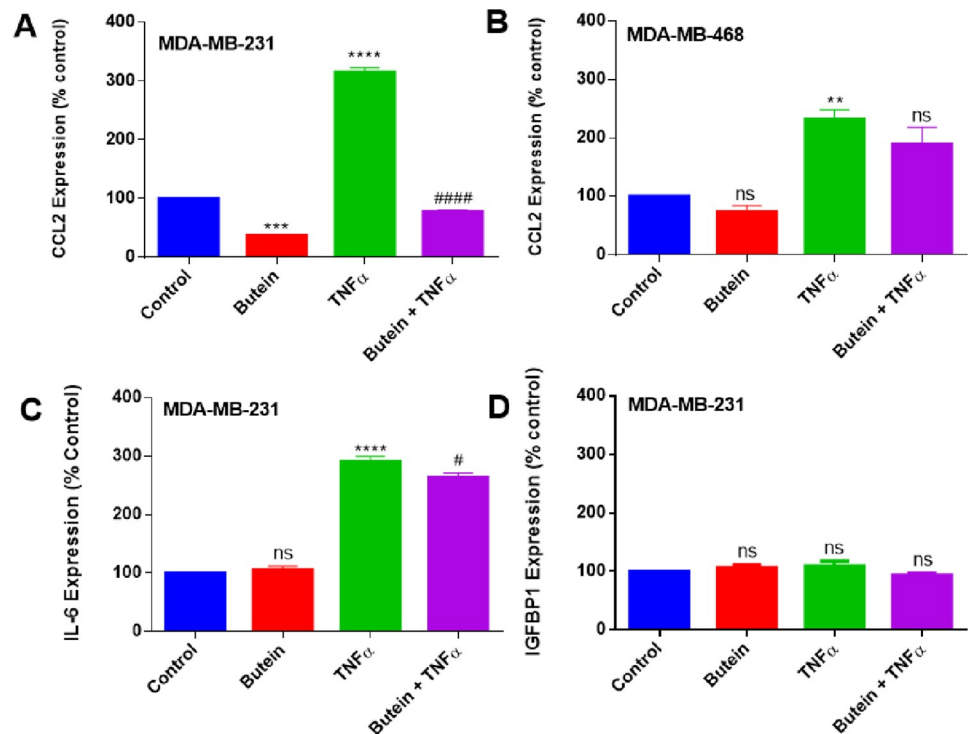 A
MDA-MB-231
CCL2 Expression (% control)
400
300
200
100
0
***
****
####
Control
Butein
TNFα
Butein + TNFα
B
MDA-MB-468
CCL2 Expression (% control)
400
300
200
100
0
ns
**
ns
Control
Butein
TNFα
Butein + TNFα
C
MDA-MB-231
IL-6 Expression (% Control)
400
300
200
100
0
ns
****
#
Control
Butein
TNFα
Butein + TNFα
D
MDA-MB-231
IGFBP1 Expression (% control)
400
300
200
100
0
ns
ns
ns
Control
Butein
TNFα
Butein + TNFα